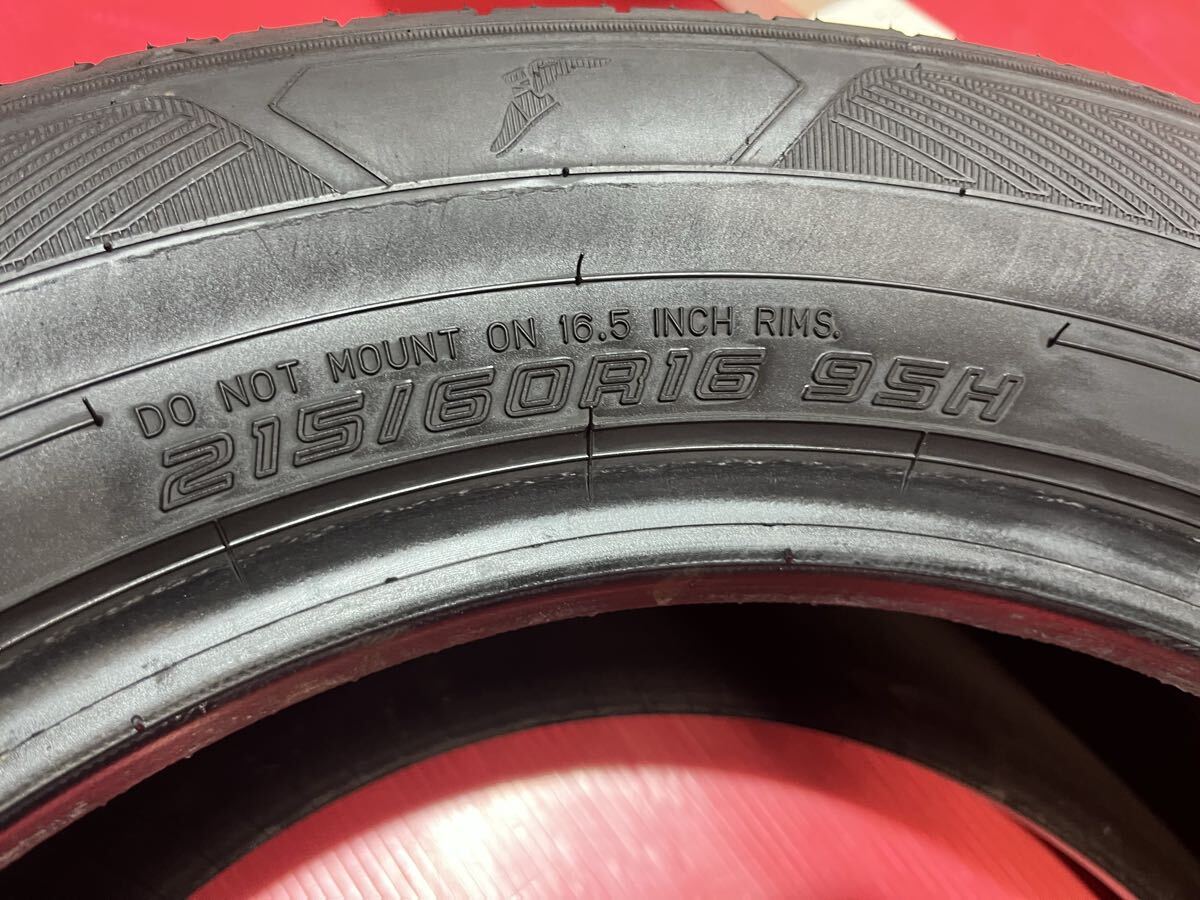 DO NOT MOUNT ON 16.5 INCH RIMS.
215/60R16 95H